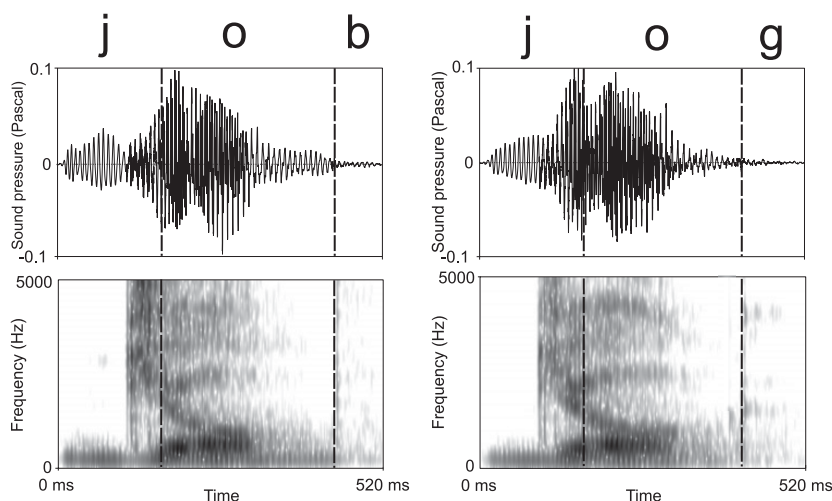 j o b
0.1
0
-0.1
Sound pressure (Pascal)
5000
0
Frequency (Hz)
0 ms Time 520 ms
j o g
0.1
0
-0.1
Sound pressure (Pascal)
5000
0
Frequency (Hz)
0 ms Time 520 ms